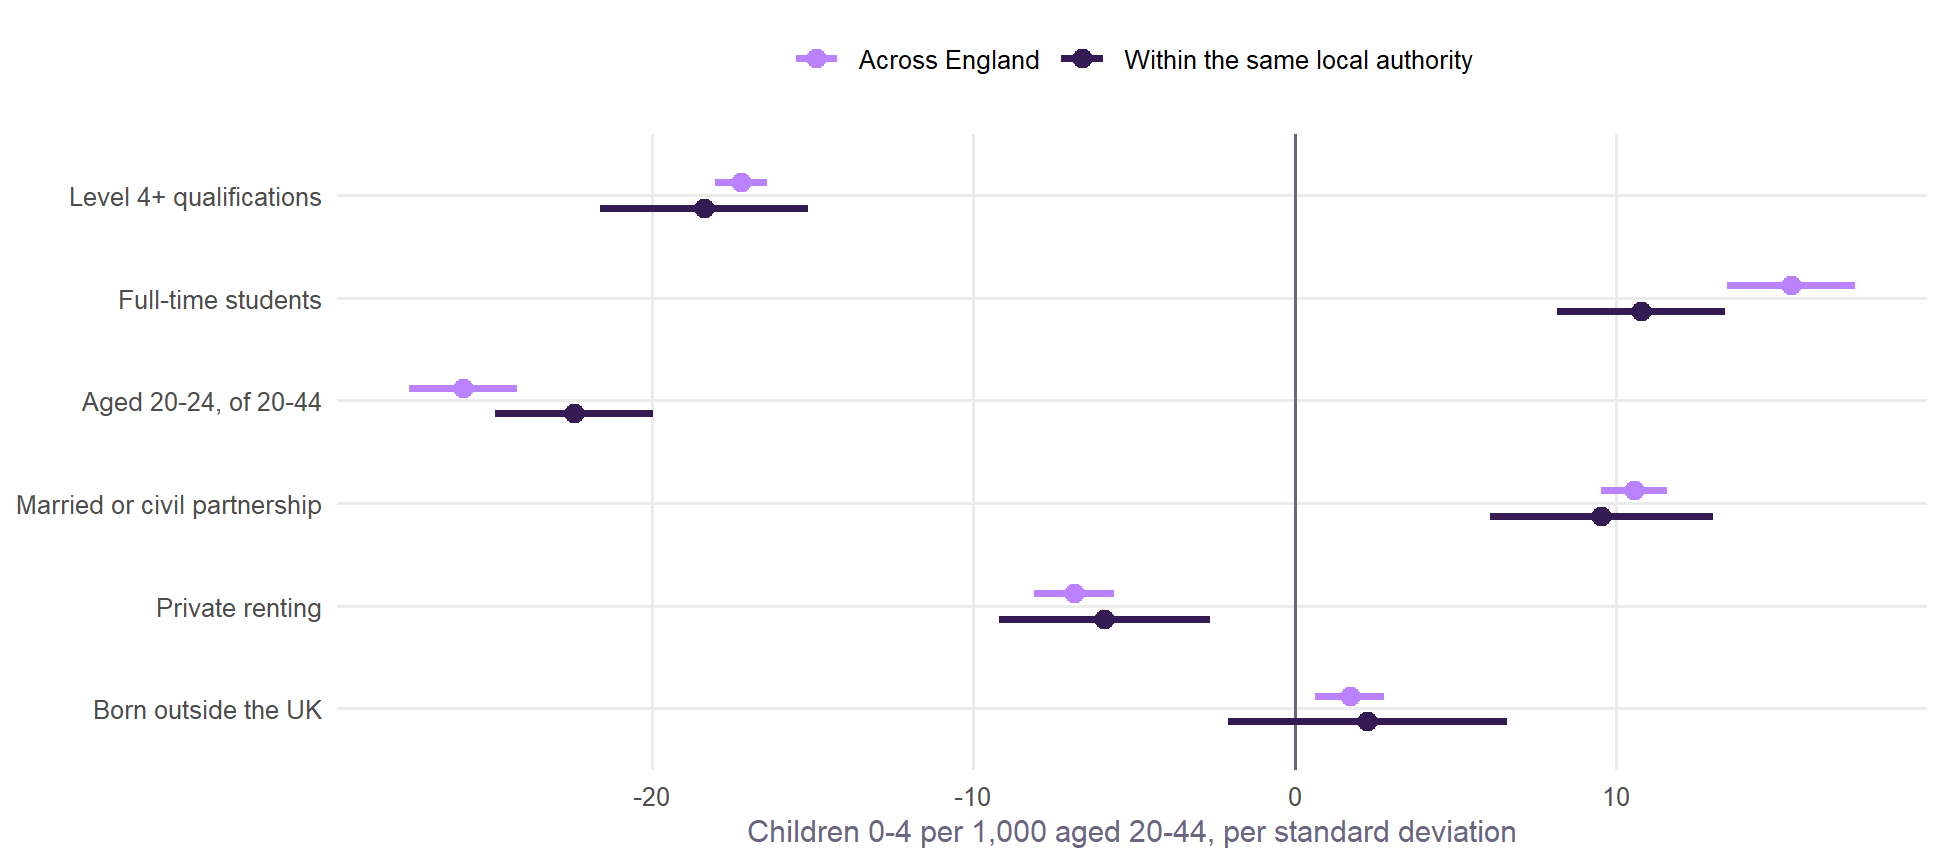 Across England
Within the same local authority
Level 4+ qualifications
Full-time students
Aged 20-24, of 20-44
Married or civil partnership
Private renting
Born outside the UK
-20
-10
0
10
Children 0-4 per 1,000 aged 20-44, per standard deviation